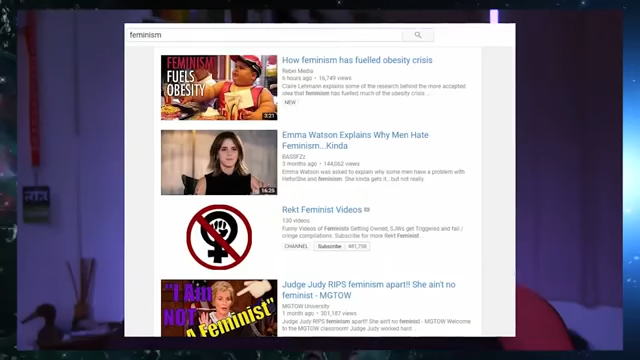 feminism
FEMINISM
FUELS
OBESITY
3:21
How feminism has fuelled obesity crisis
Rebel Media
6 hours ago • 16,749 views
Claire Lehmann explains some of the research behind the more accepted
idea that feminism has fuelled much of the obesity crisis ...
NEW
16:25
Emma Watson Explains Why Men Hate
Feminism...Kinda
BASSFZz
3 months ago • 144,062 views
Emma Watson was asked to explain why some men have a problem with
HeforShe and feminism. She kinda gets it.. but not really.
Rekt Feminist Videos
130 videos
Funny Videos of Feminists Getting Owned, SJWs get Triggered and fail /
cringe compilations. Subscribe for more Rekt Feminist ...
CHANNEL Subscribe 481,758
"I Am
NOT
A Feminist"
Judge Judy RIPS feminism apart!! She ain't no
feminist - MGTOW
MGTOW University
1 month ago • 301,187 views
Judge Judy RIPS feminism apart!! She ain't no feminist - MGTOW Welcome
to the MGTOW classroom! Judge Judy worked hard ...